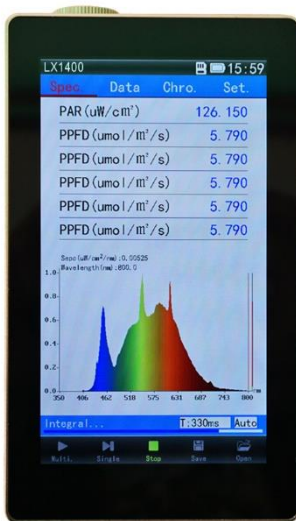 LX1400 15:59
Spec. Data Chro. Set.
PAR(uW/cm²) 126.150
PPFD(umol/m²/s) 5.790
PPFD(umol/m²/s) 5.790
PPFD(umol/m²/s) 5.790
PPFD(umol/m²/s) 5.790
PPFD(umol/m²/s) 5.790
:0.00525
Wavelength(nm):800.0
1.0
0.8
0.6
0.4
0.2
350 406 462 518 575 631 687 743 800
Integral... T:330ms Auto
Multi. Single Stop Save Open